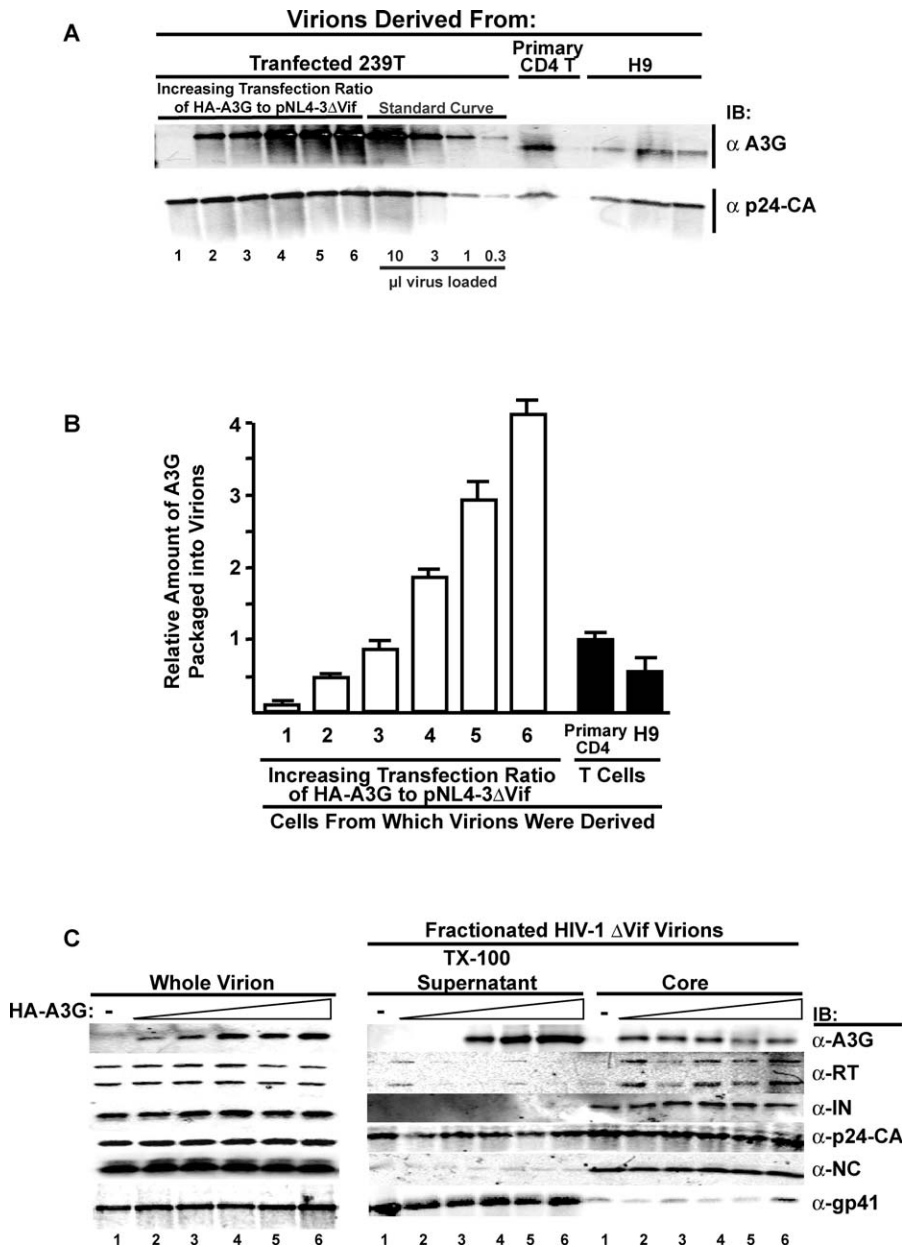 A
Virions Derived From:
Tranfected 239T
Primary
CD4 T
H9
Increasing Transfection Ratio
of HA-A3G to pNL4-3ΔVif
Standard Curve
IB:
α A3G
α p24-CA
1 2 3 4 5 6 10 3 1 0.3
µl virus loaded
B
Relative Amount of A3G
Packaged into Virions
4
3
2
1
1 2 3 4 5 6
Primary
CD4
H9
Increasing Transfection Ratio
of HA-A3G to pNL4-3ΔVif
T Cells
Cells From Which Virions Were Derived
C
Fractionated HIV-1 ΔVif Virions
Whole Virion
TX-100
Supernatant
Core
HA-A3G: - - -
IB:
α-A3G
α-RT
α-IN
α-p24-CA
α-NC
α-gp41
1 2 3 4 5 6 1 2 3 4 5 6 1 2 3 4 5 6